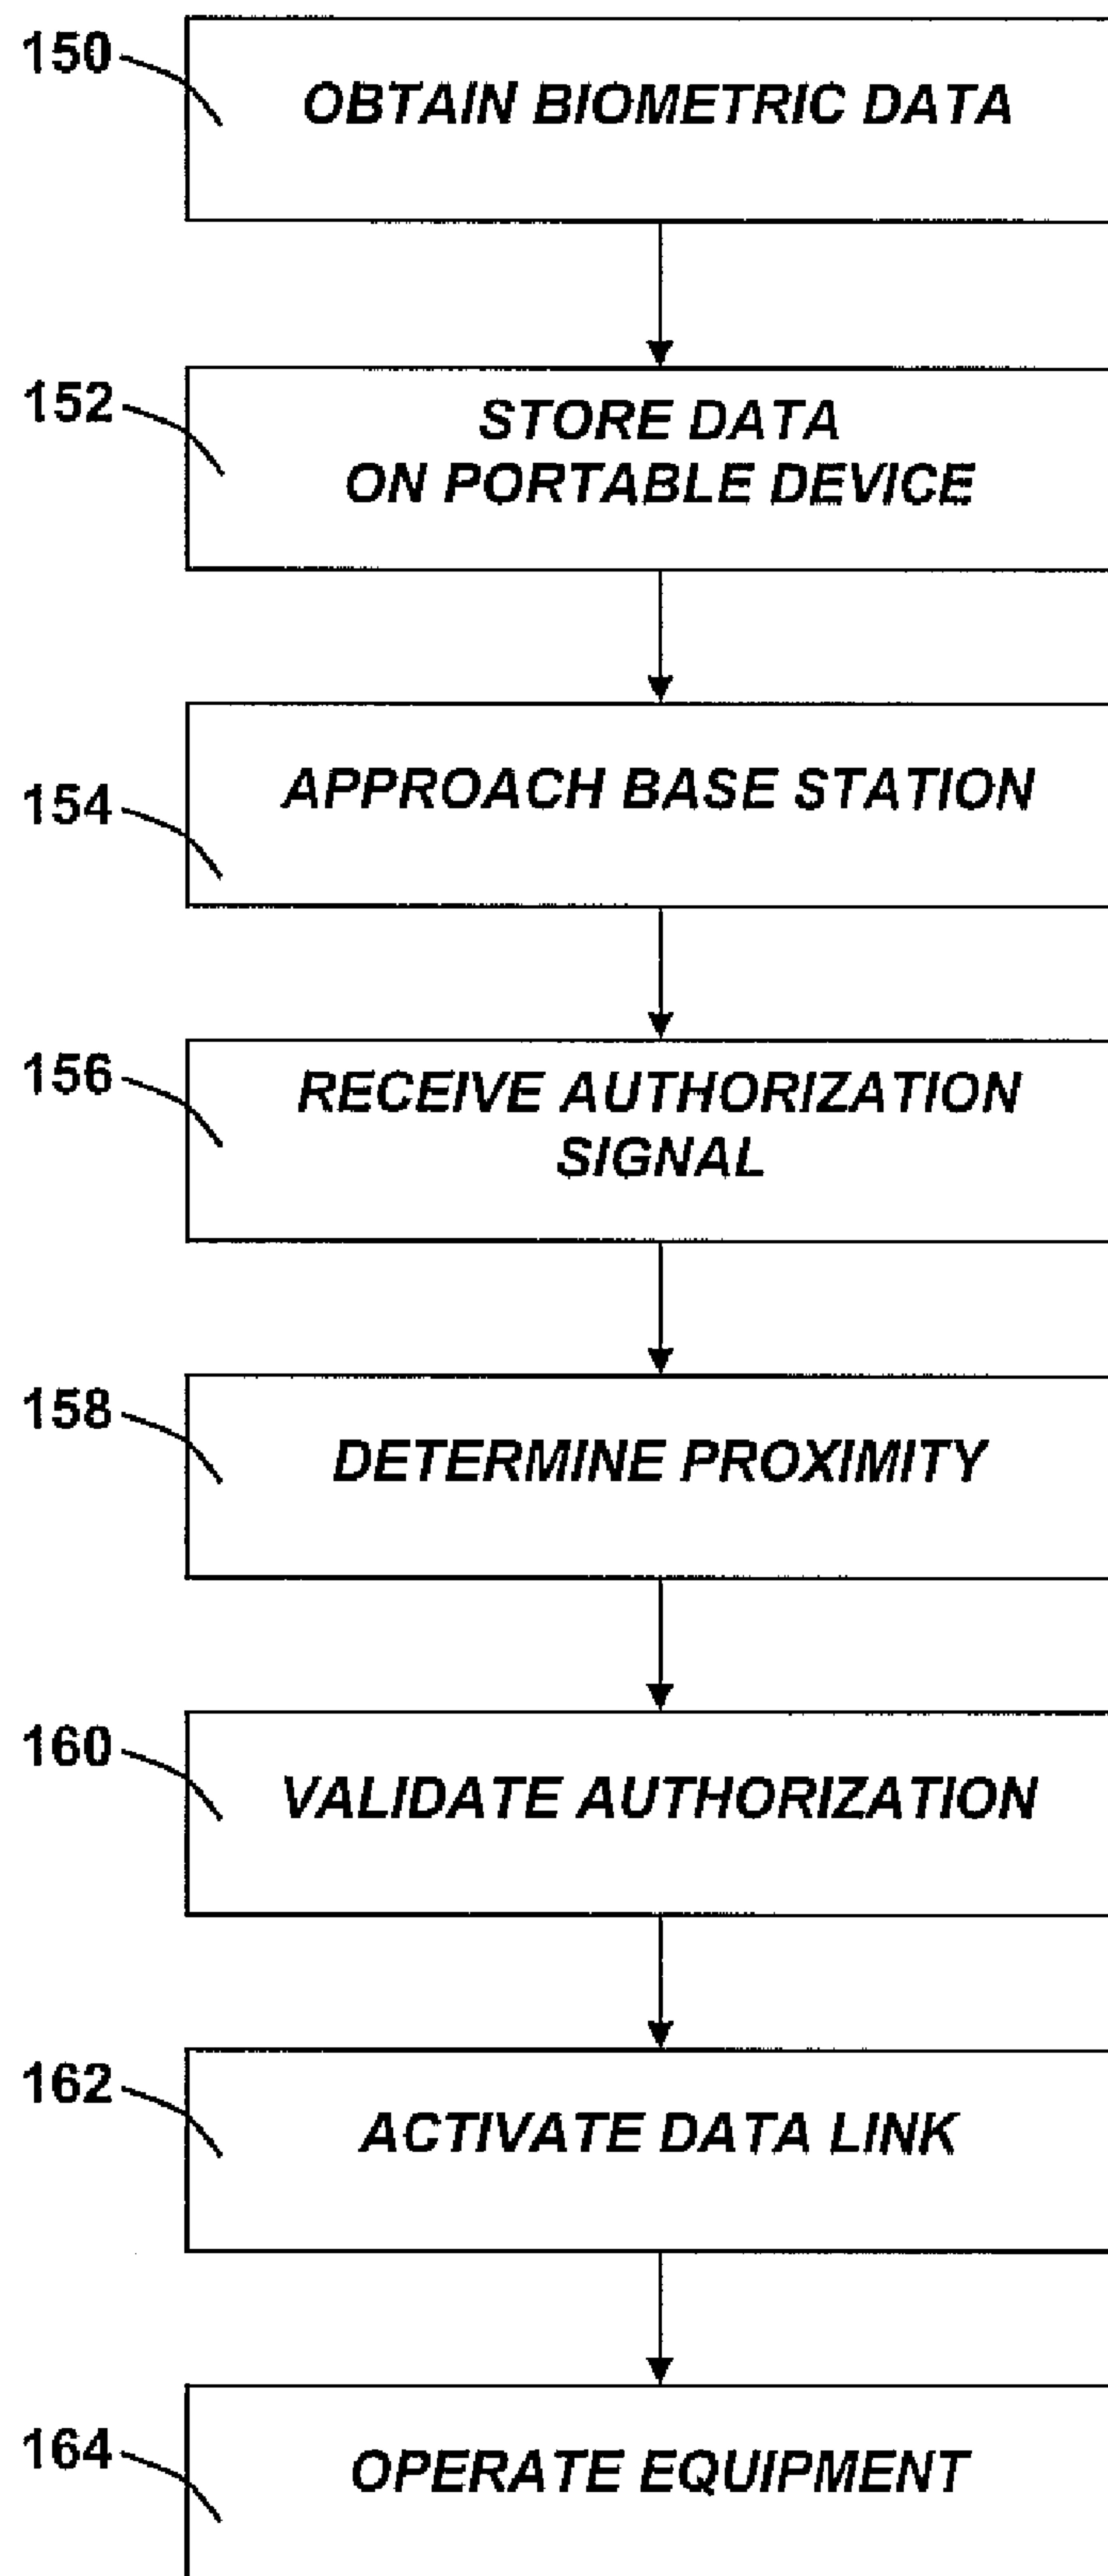 150
OBTAIN BIOMETRIC DATA
152
STORE DATA
ON PORTABLE DEVICE
154
APPROACH BASE STATION
156
RECEIVE AUTHORIZATION
SIGNAL
158
DETERMINE PROXIMITY
160
VALIDATE AUTHORIZATION
162
ACTIVATE DATA LINK
164
OPERATE EQUIPMENT